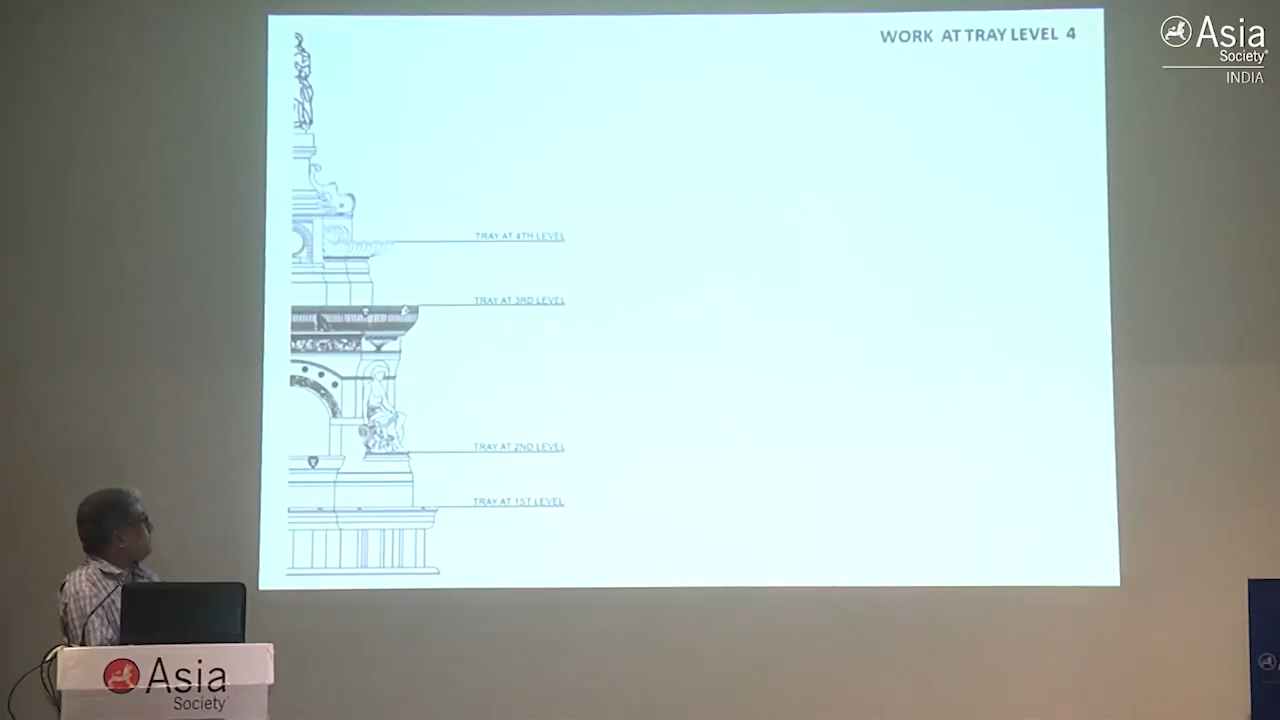 WORK AT TRAY LEVEL 4
Asia
Society
INDIA
TRAY AT 4TH LEVEL
TRAY AT 3RD LEVEL
TRAY AT 2ND LEVEL
TRAY AT 1ST LEVEL
Asia
Society